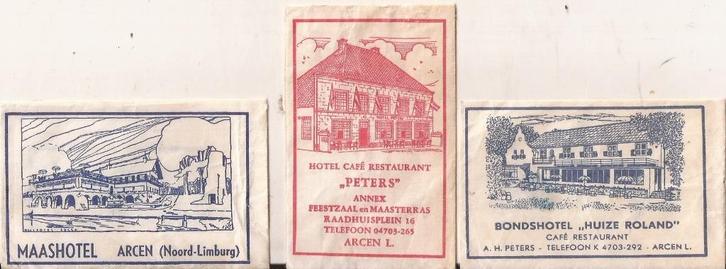 MAASHOTEL ARCEN (Noord-Limburg)
HOTEL CAFÉ RESTAURANT
„PETERS"
ANNEX
FEESTZAAL en MAASTERRAS
RAADHUISPLEIN 16
TELEFOON 04703-265
ARCEN L.
BONDSHOTEL „HUIZE ROLAND"
CAFÉ RESTAURANT
A. H. PETERS - TELEFOON K 4703-292 - ARCEN L.